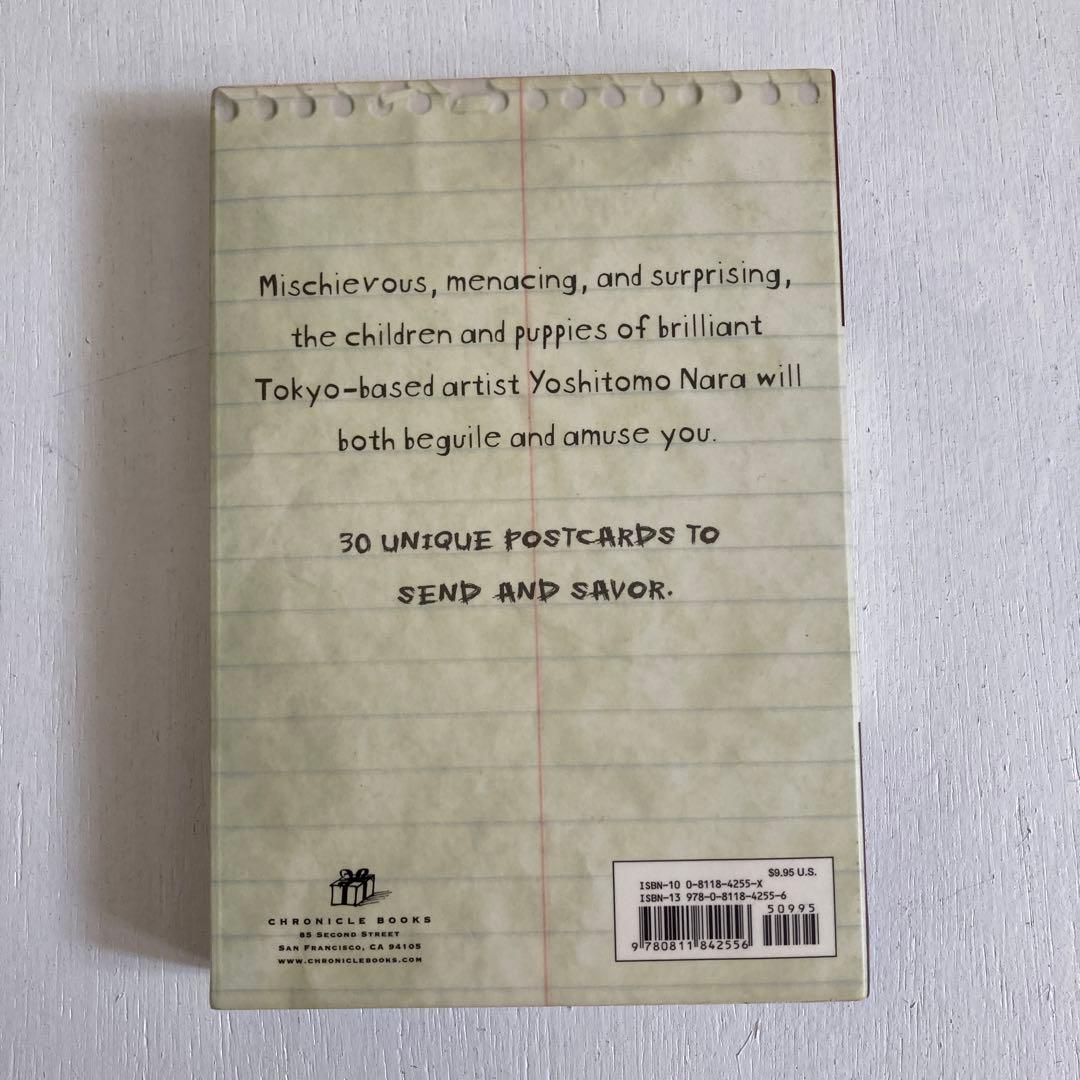 Mischievous, menacing, and surprising,
the children and puppies of brilliant
Tokyo-based artist Yoshitomo Nara will
both beguile and amuse you.
30 UNIQUE POSTCARDS TO
SEND AND SAVOR.
CHRONICLE BOOKS
85 SECOND STREET
SAN FRANCISCO, CA 94105
WWW.CHRONICLEBOOKS.COM
$9.95 U.S.
ISBN-10 0-8118-4255-X
ISBN-13 978-0-8118-4255-6
50995
9 780811 842556